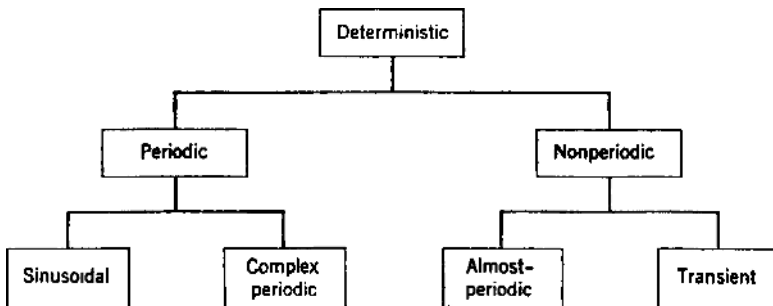 Deterministic
Periodic
Nonperiodic
Sinusoidal
Complex
periodic
Almost-
periodic
Transient